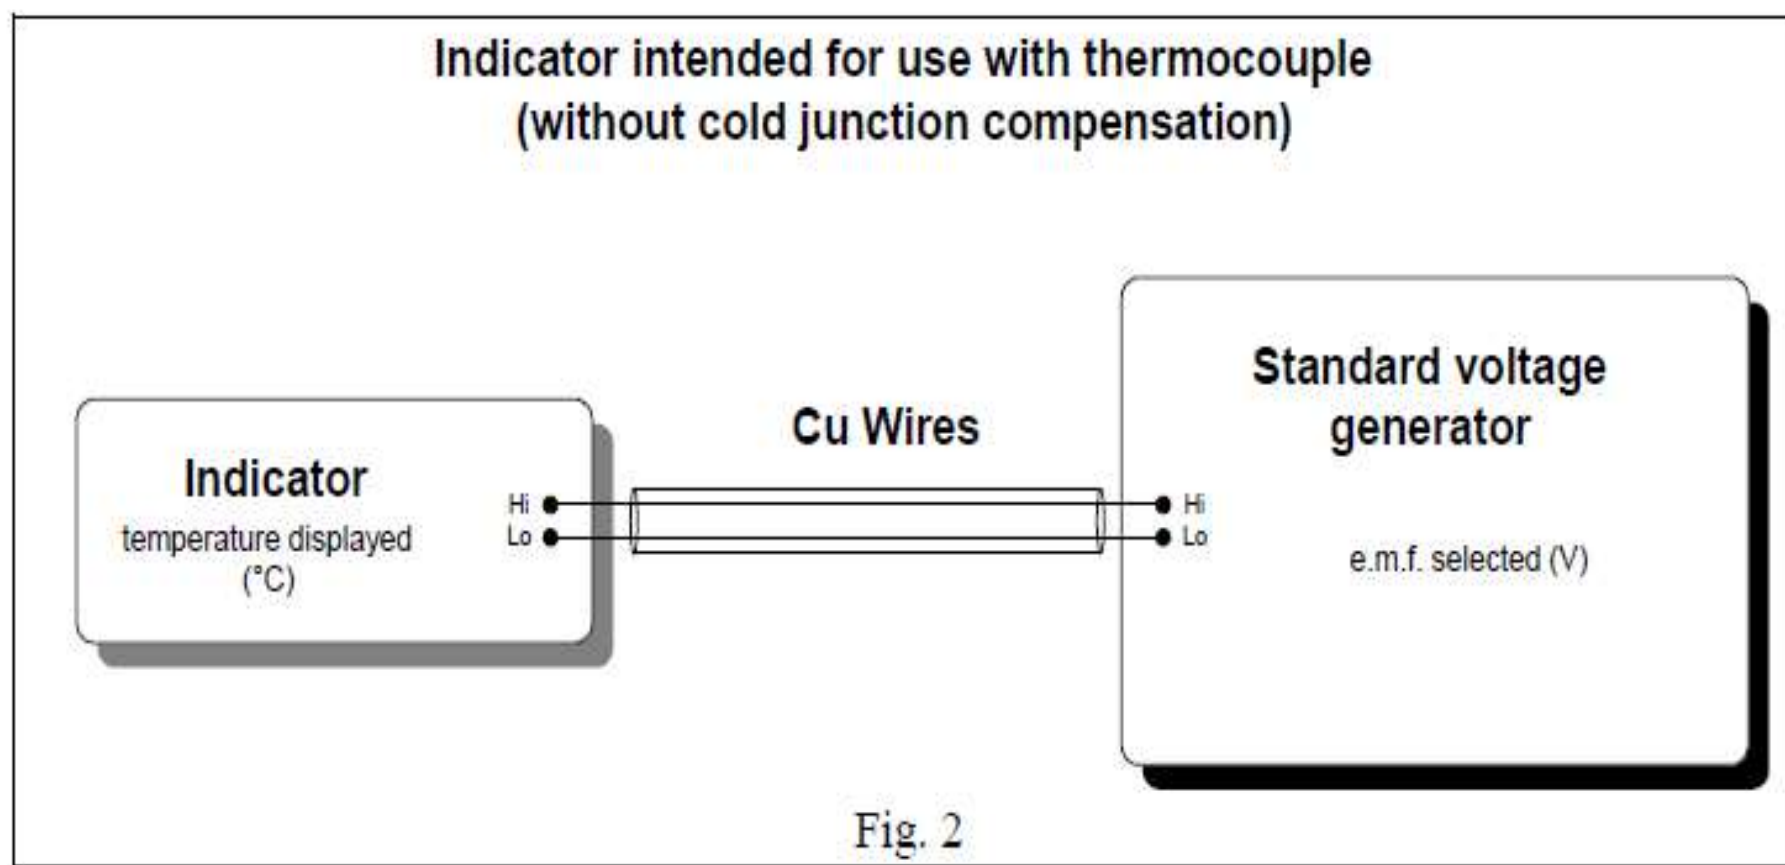 Indicator intended for use with thermocouple
(without cold junction compensation)
Standard voltage
generator
Cu Wires
Indicator
temperature displayed
(°C)
Hi
Lo
Hi
Lo
e.m.f. selected (V)
Fig. 2